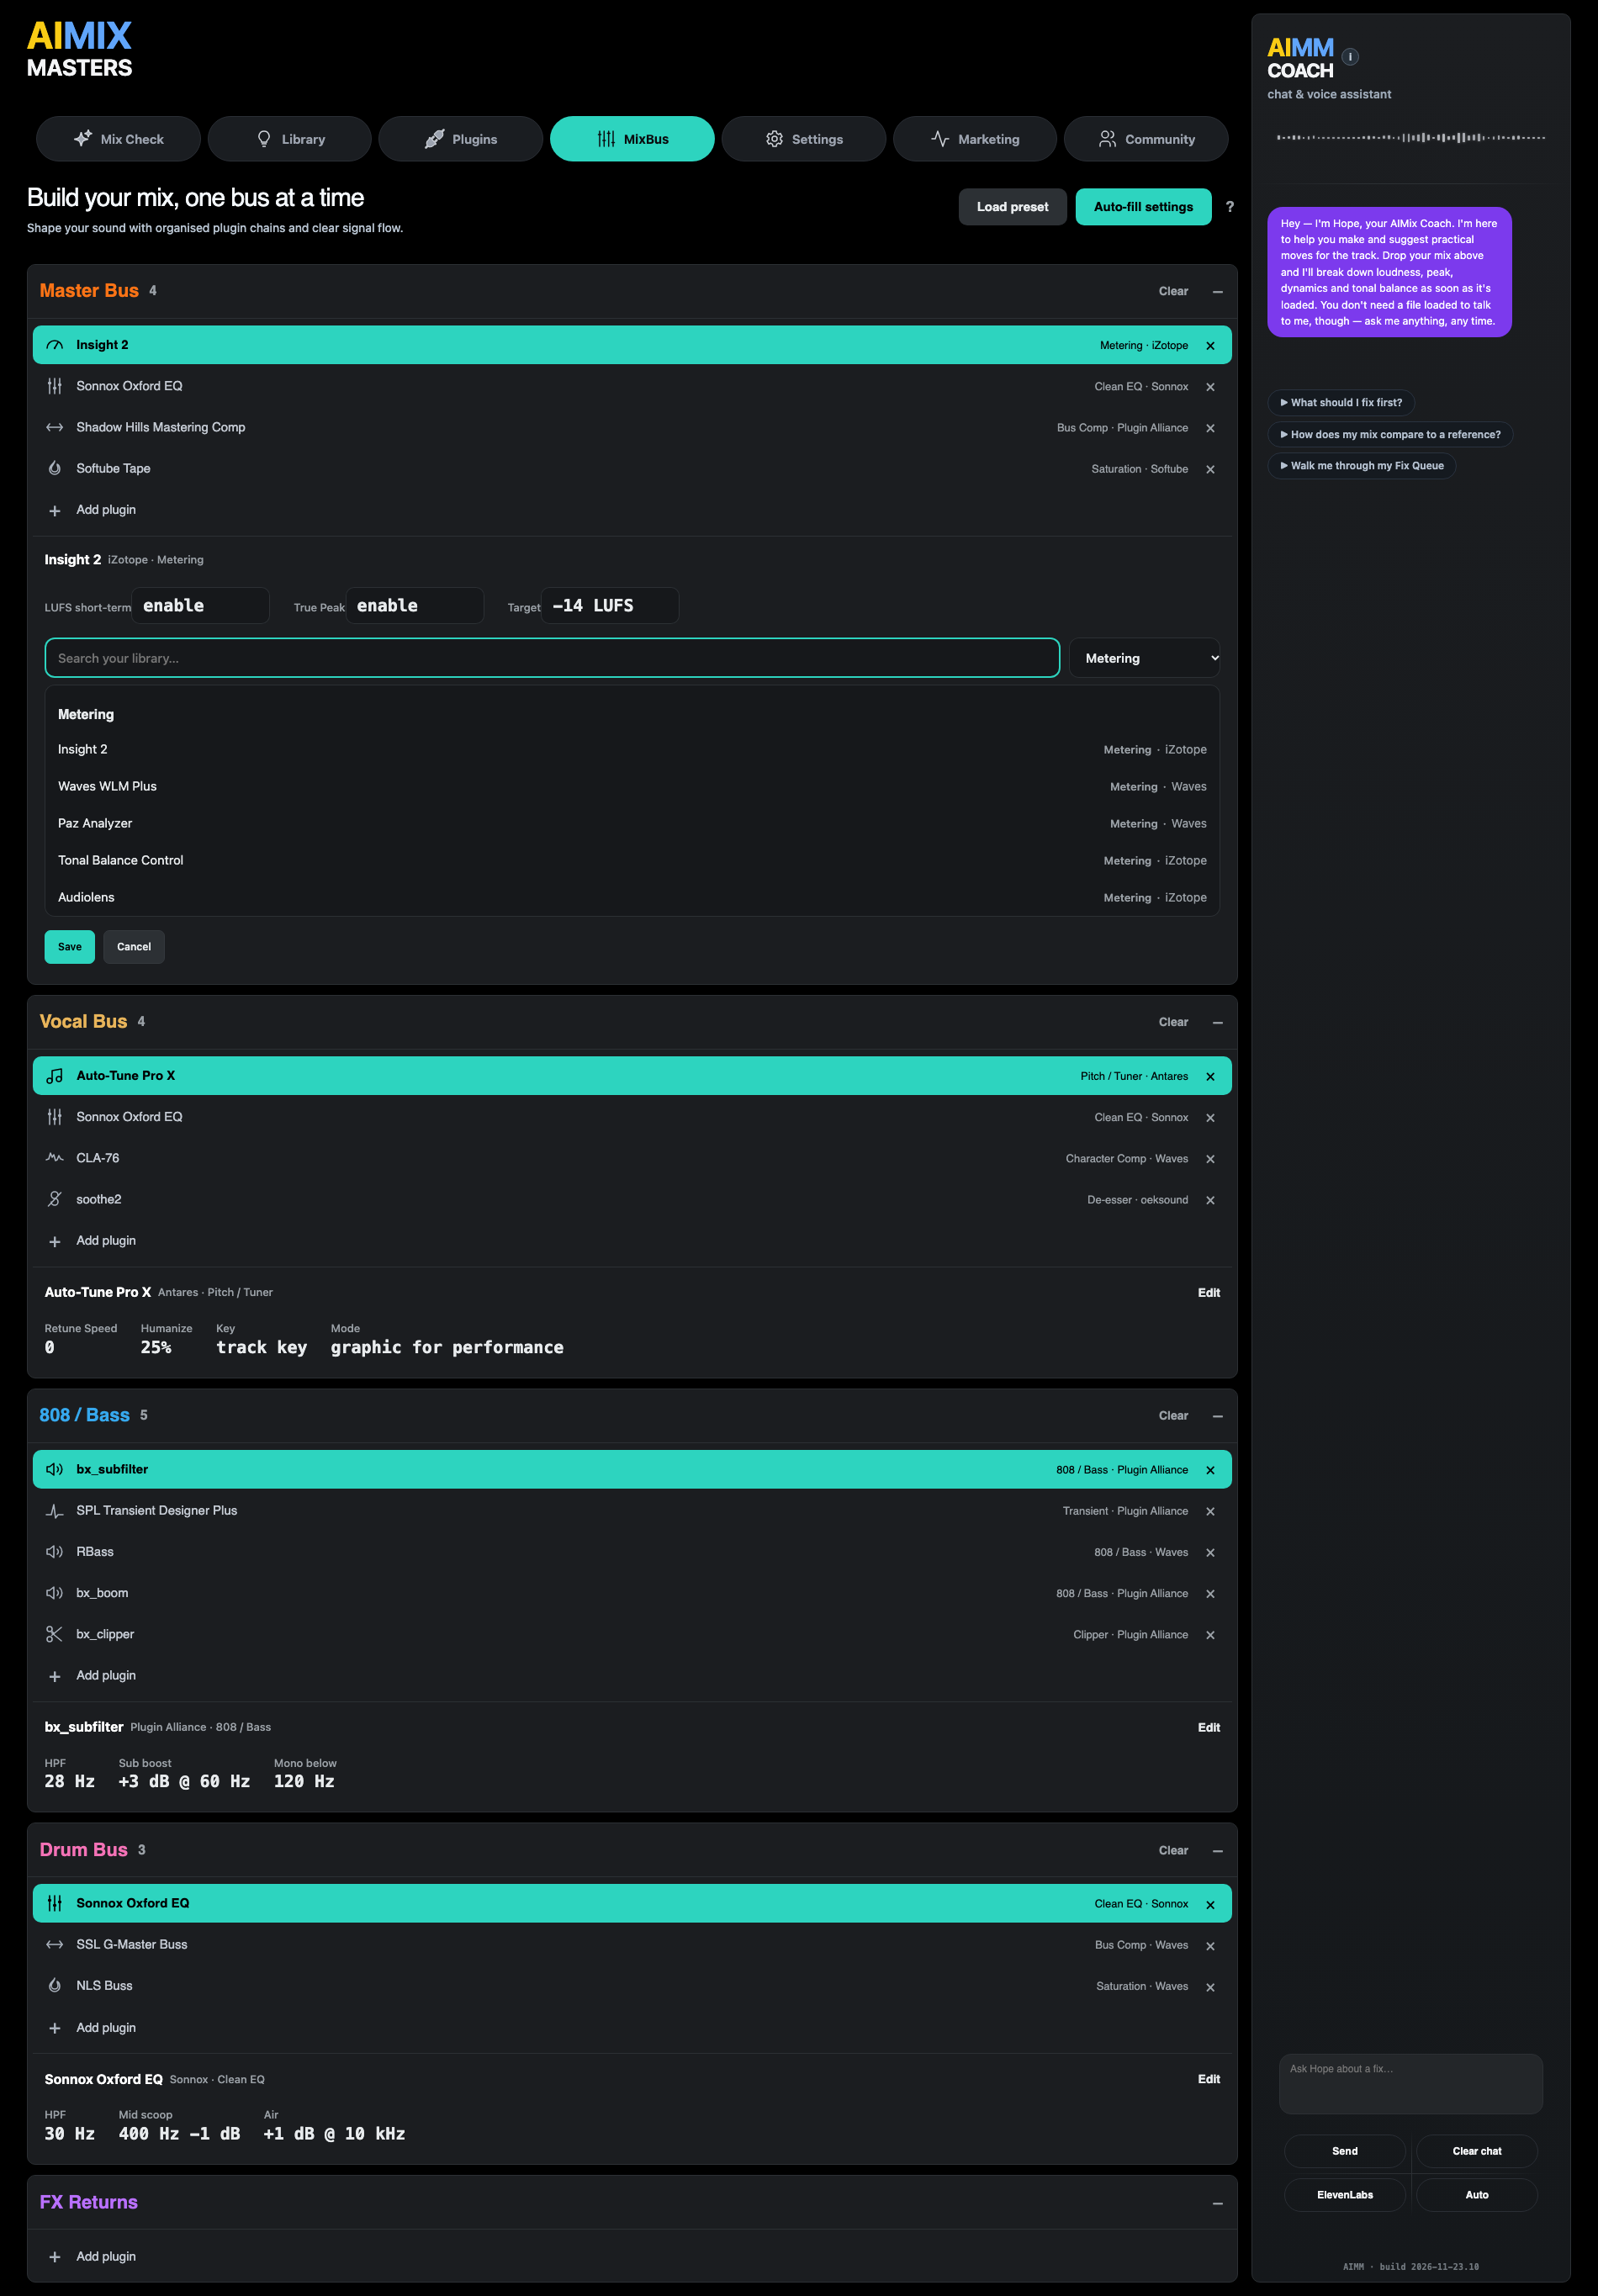 AIMIX
MASTERS
Mix Check
Library
Plugins
MixBus
Settings
Marketing
Community
Build your mix, one bus at a time
Shape your sound with organised plugin chains and clear signal flow.
Load preset
Auto-fill settings
?
Master Bus 4
Clear –
Insight 2
Metering · iZotope ×
Sonnox Oxford EQ
Clean EQ · Sonnox ×
Shadow Hills Mastering Comp
Bus Comp · Plugin Alliance ×
Softube Tape
Saturation · Softube ×
+ Add plugin
Insight 2 iZotope · Metering
LUFS short-term enable
True Peak enable
Target -14 LUFS
Search your library...
Metering
Metering
Insight 2
Metering · iZotope
Waves WLM Plus
Metering · Waves
Paz Analyzer
Metering · Waves
Tonal Balance Control
Metering · iZotope
Audiolens
Metering · iZotope
Save
Cancel
Vocal Bus 4
Clear –
Auto-Tune Pro X
Pitch / Tuner · Antares ×
Sonnox Oxford EQ
Clean EQ · Sonnox ×
CLA-76
Character Comp · Waves ×
soothe2
De-esser · oeksound ×
+ Add plugin
Auto-Tune Pro X Antares · Pitch / Tuner
Edit
Retune Speed
0
Humanize
25%
Key
track key
Mode
graphic for performance
808 / Bass 5
Clear –
bx_subfilter
808 / Bass · Plugin Alliance ×
SPL Transient Designer Plus
Transient · Plugin Alliance ×
RBass
808 / Bass · Waves ×
bx_boom
808 / Bass · Plugin Alliance ×
bx_clipper
Clipper · Plugin Alliance ×
+ Add plugin
bx_subfilter Plugin Alliance · 808 / Bass
Edit
HPF
28 Hz
Sub boost
+3 dB @ 60 Hz
Mono below
120 Hz
Drum Bus 3
Clear –
Sonnox Oxford EQ
Clean EQ · Sonnox ×
SSL G-Master Buss
Bus Comp · Waves ×
NLS Buss
Saturation · Waves ×
+ Add plugin
Sonnox Oxford EQ Sonnox · Clean EQ
Edit
HPF
30 Hz
Mid scoop
400 Hz -1 dB
Air
+1 dB @ 10 kHz
FX Returns
–
+ Add plugin
AIMM
COACH
i
chat & voice assistant
Hey — I'm Hope, your AIMix Coach. I'm here
to help you make and suggest practical
moves for the track. Drop your mix above
and I'll break down loudness, peak,
dynamics and tonal balance as soon as it's
loaded. You don't need a file loaded to talk
to me, though — ask me anything, any time.
▶ What should I fix first?
▶ How does my mix compare to a reference?
▶ Walk me through my Fix Queue
Ask Hope about a fix…
Send
Clear chat
ElevenLabs
Auto
AIMM · build 2026-11-23.10